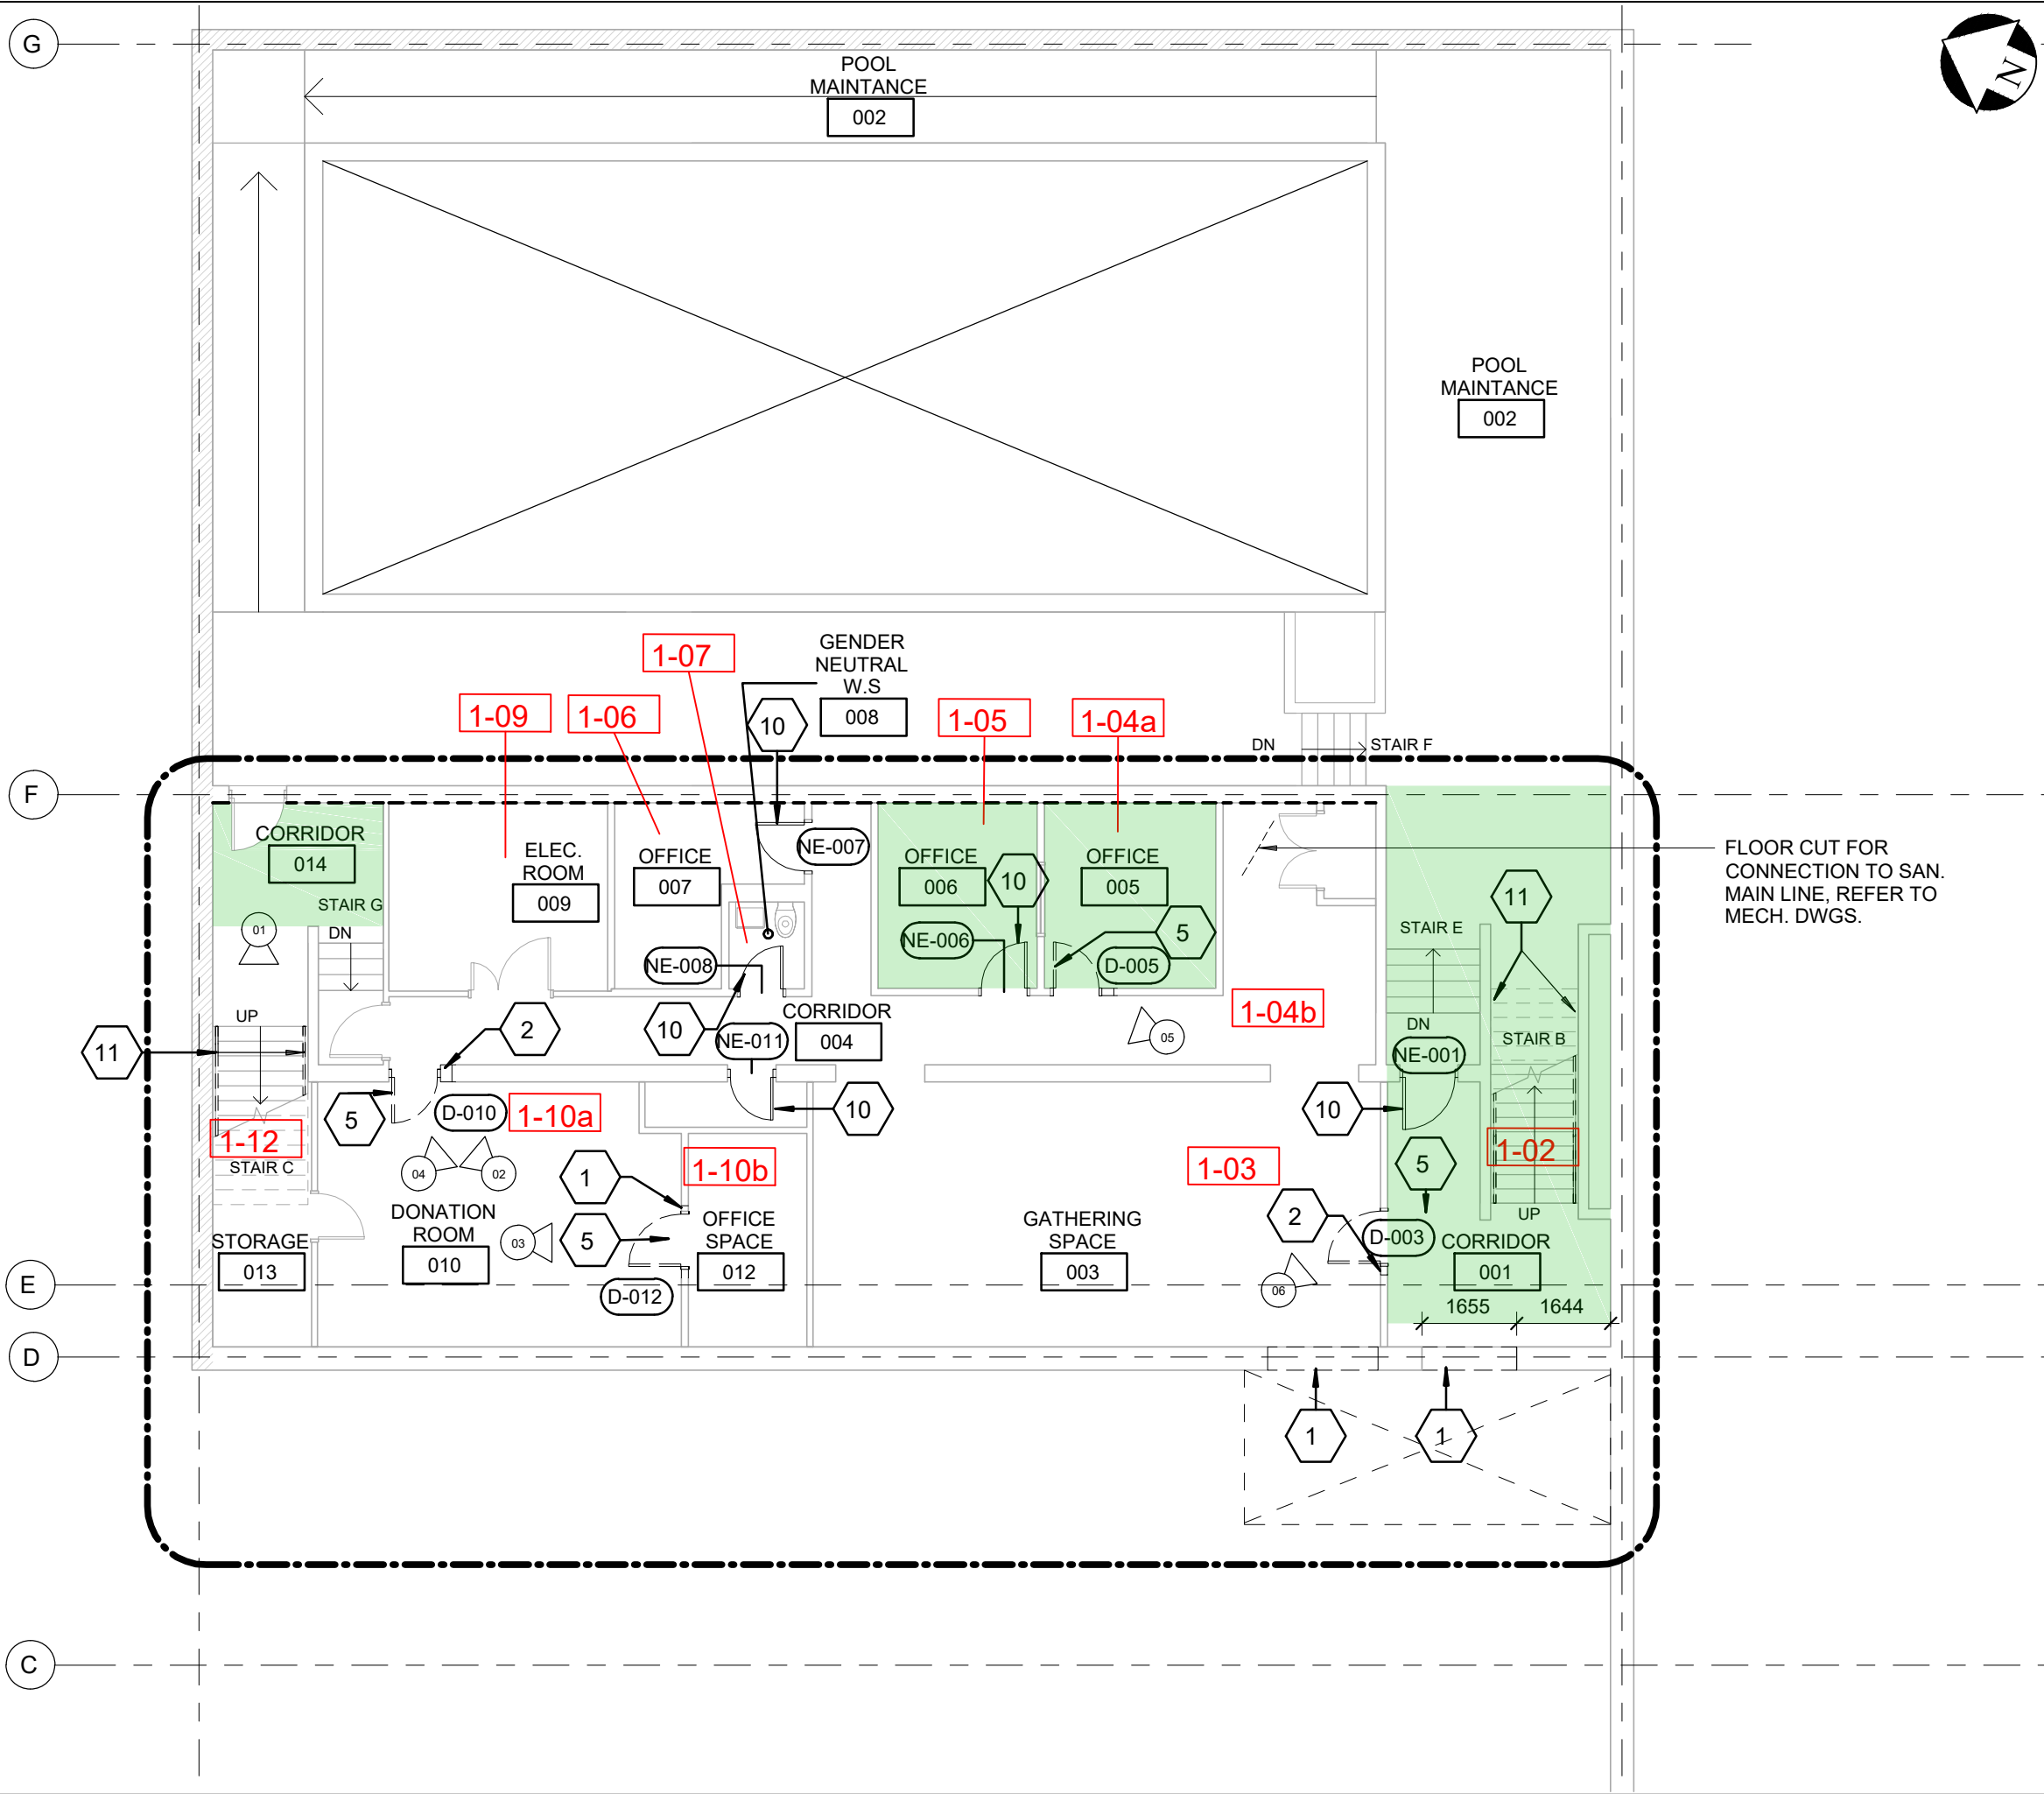 G
POOL
MAINTANCE
002
N
POOL
MAINTANCE
002
1-07
GENDER
NEUTRAL
W.S
008
1-09
1-06
10
1-05
1-04a
DN
STAIR F
F
CORRIDOR
014
STAIR G
ELEC.
ROOM
009
OFFICE
007
NE-007
OFFICE
006
10
OFFICE
005
FLOOR CUT FOR
CONNECTION TO SAN.
MAIN LINE, REFER TO
MECH. DWGS.
11
01
DN
NE-008
NE-006
5
D-005
STAIR E
UP
2
10
CORRIDOR
004
NE-011
1-04b
05
DN
NE-001
STAIR B
11
5
D-010
1-10a
10
10
1-12
STAIR C
04
02
1
1-10b
1-03
5
1-02
DONATION
ROOM
010
03
5
OFFICE
SPACE
012
GATHERING
SPACE
003
2
D-003
UP
STORAGE
013
CORRIDOR
001
E
D-012
06
1655
1644
D
1
1
C